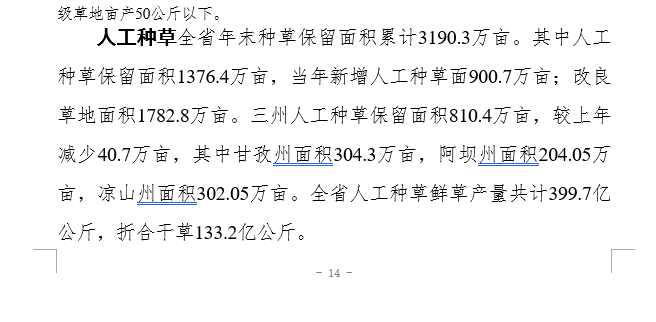 级草地亩产50公斤以下。
人工种草全省年末种草保留面积累计3190.3万亩。其中人工
种草保留面积1376.4万亩，当年新增人工种草面900.7万亩；改良
草地面积1782.8万亩。三州人工种草保留面积810.4万亩，较上年
减少40.7万亩，其中甘孜州面积304.3万亩，阿坝州面积204.05万
亩，凉山州面积302.05万亩。全省人工种草鲜草产量共计399.7亿
公斤，折合干草133.2亿公斤。
- 14 -